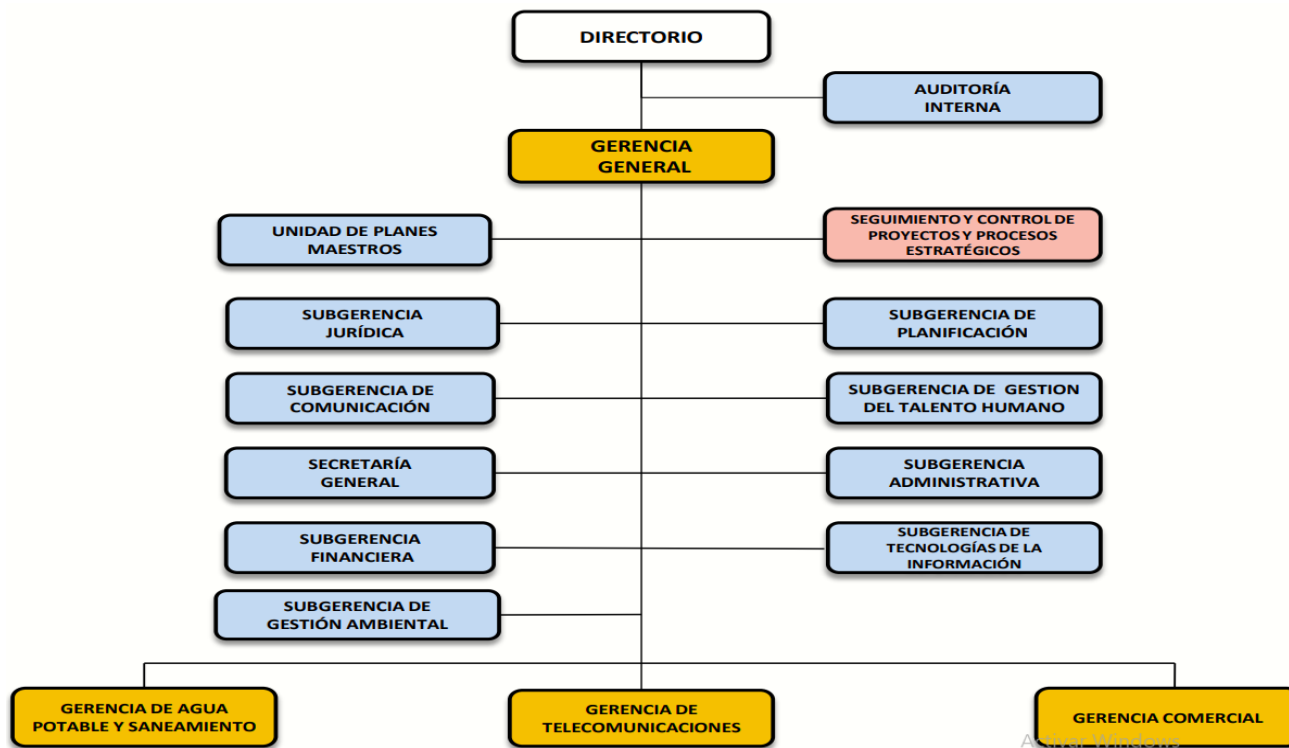 DIRECTORIO
AUDITORÍA
INTERNA
GERENCIA
GENERAL
UNIDAD DE PLANES
MAESTROS
SEGUIMIENTO Y CONTROL DE
PROYECTOS Y PROCESOS
ESTRATÉGICOS
SUBGERENCIA
JURÍDICA
SUBGERENCIA DE
PLANIFICACIÓN
SUBGERENCIA DE
COMUNICACIÓN
SUBGERENCIA DE GESTION
DEL TALENTO HUMANO
SECRETARÍA
GENERAL
SUBGERENCIA
ADMINISTRATIVA
SUBGERENCIA
FINANCIERA
SUBGERENCIA DE
TECNOLOGÍAS DE LA
INFORMACIÓN
SUBGERENCIA DE
GESTIÓN AMBIENTAL
GERENCIA DE AGUA
POTABLE Y SANEAMIENTO
GERENCIA DE
TELECOMUNICACIONES
GERENCIA COMERCIAL
Activar Windows